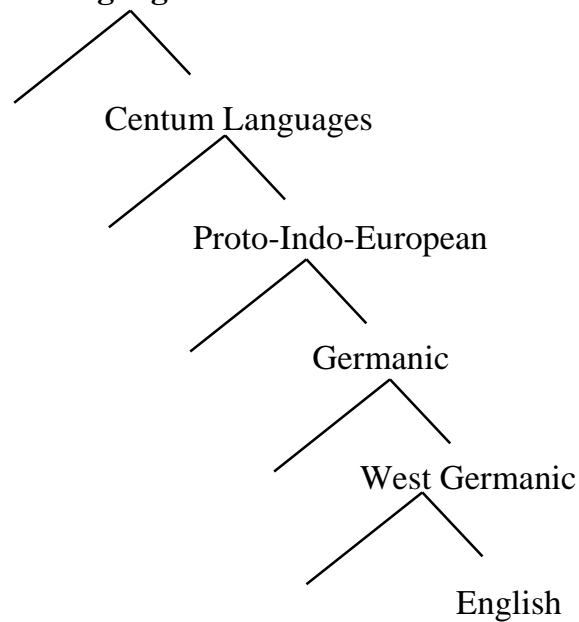 Centum Languages
Proto-Indo-European
Germanic
West Germanic
English